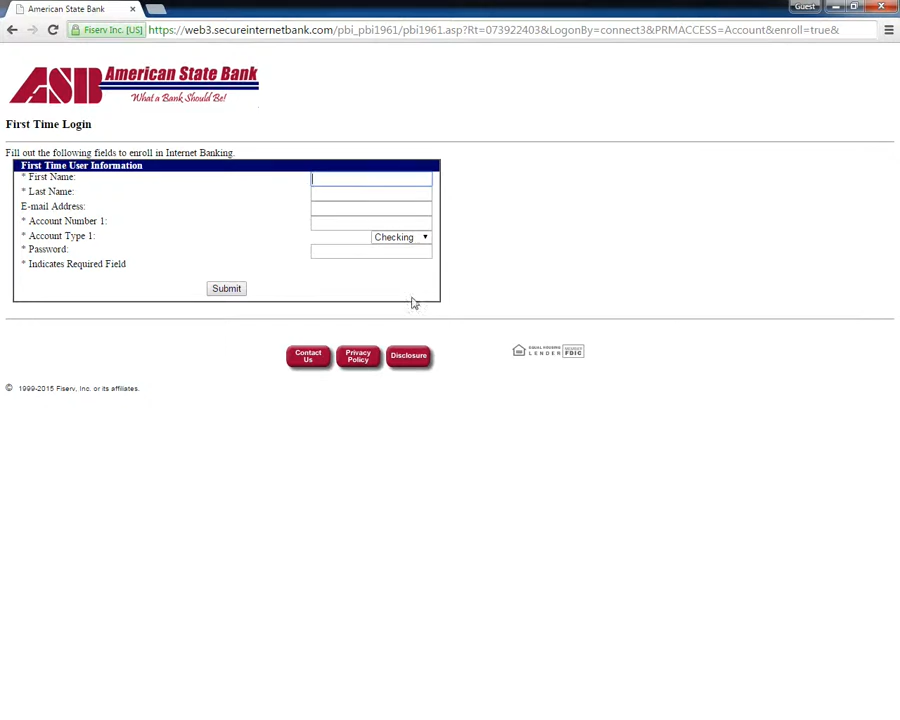 American State Bank
Guest
Fiserv Inc. [US]
https://web3.secureinternetbank.com/pbi_pbi1961/pbi1961.asp?Rt=073922403&LogonBy=connect3&PRMACCESS=Account&enroll=true&
ASB American State Bank
What a Bank Should Be!
First Time Login
Fill out the following fields to enroll in Internet Banking.
First Time User Information
* First Name:
* Last Name:
E-mail Address:
* Account Number 1:
* Account Type 1: Checking
* Password:
* Indicates Required Field
Submit
Contact Us
Privacy Policy
Disclosure
EQUAL HOUSING LENDER
MEMBER FDIC
© 1999-2015 Fiserv, Inc. or its affiliates.